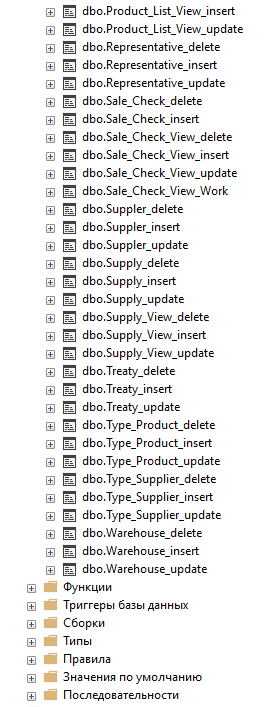 dbo.Product_List_View_insert
dbo.Product_List_View_update
dbo.Representative_delete
dbo.Representative_insert
dbo.Representative_update
dbo.Sale_Check_delete
dbo.Sale_Check_insert
dbo.Sale_Check_View_delete
dbo.Sale_Check_View_insert
dbo.Sale_Check_View_update
dbo.Sale_Check_View_Work
dbo.Suppler_delete
dbo.Suppler_insert
dbo.Suppler_update
dbo.Supply_delete
dbo.Supply_insert
dbo.Supply_update
dbo.Supply_View_delete
dbo.Supply_View_insert
dbo.Supply_View_update
dbo.Treaty_delete
dbo.Treaty_insert
dbo.Treaty_update
dbo.Type_Product_delete
dbo.Type_Product_insert
dbo.Type_Product_update
dbo.Type_Supplier_delete
dbo.Type_Supplier_insert
dbo.Type_Supplier_update
dbo.Warehouse_delete
dbo.Warehouse_insert
dbo.Warehouse_update
Функции
Триггеры базы данных
Сборки
Типы
Правила
Значения по умолчанию
Последовательности